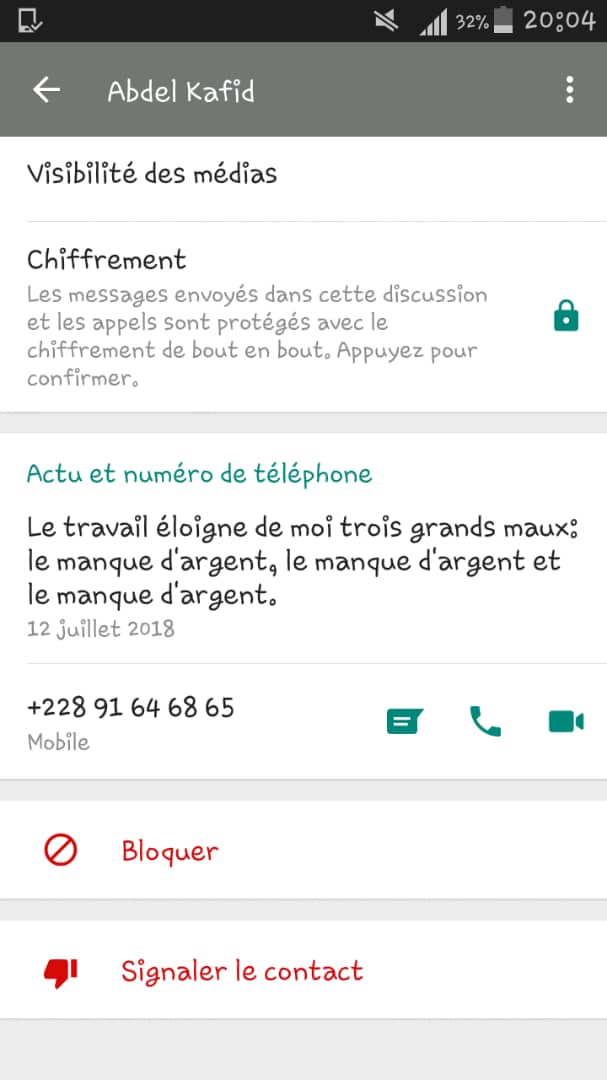 32% 20:04
Abdel Kafid
Visibilité des médias
Chiffrement
Les messages envoyés dans cette discussion
et les appels sont protégés avec le
chiffrement de bout en bout. Appuyez pour
confirmer.
Actu et numéro de téléphone
Le travail éloigne de moi trois grands maux:
le manque d'argent, le manque d'argent et
le manque d'argent.
12 juillet 2018
+228 91 64 68 65
Mobile
Bloquer
Signaler le contact